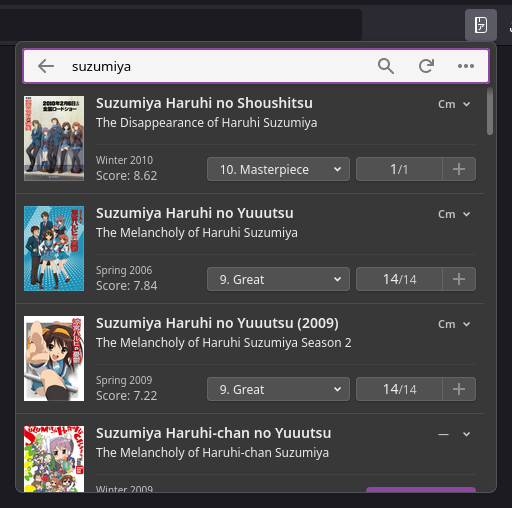 suzumiya
Suzumiya Haruhi no Shoushitsu
Cm
The Disappearance of Haruhi Suzumiya
Winter 2010
Score: 8.62
10. Masterpiece
1/1
Suzumiya Haruhi no Yuuutsu
Cm
The Melancholy of Haruhi Suzumiya
Spring 2006
Score: 7.84
9. Great
14/14
Suzumiya Haruhi no Yuuutsu (2009)
Cm
The Melancholy of Haruhi Suzumiya Season 2
Spring 2009
Score: 7.22
9. Great
14/14
Suzumiya Haruhi-chan no Yuuutsu
—
The Melancholy of Haruhi-chan Suzumiya
Winter 2009